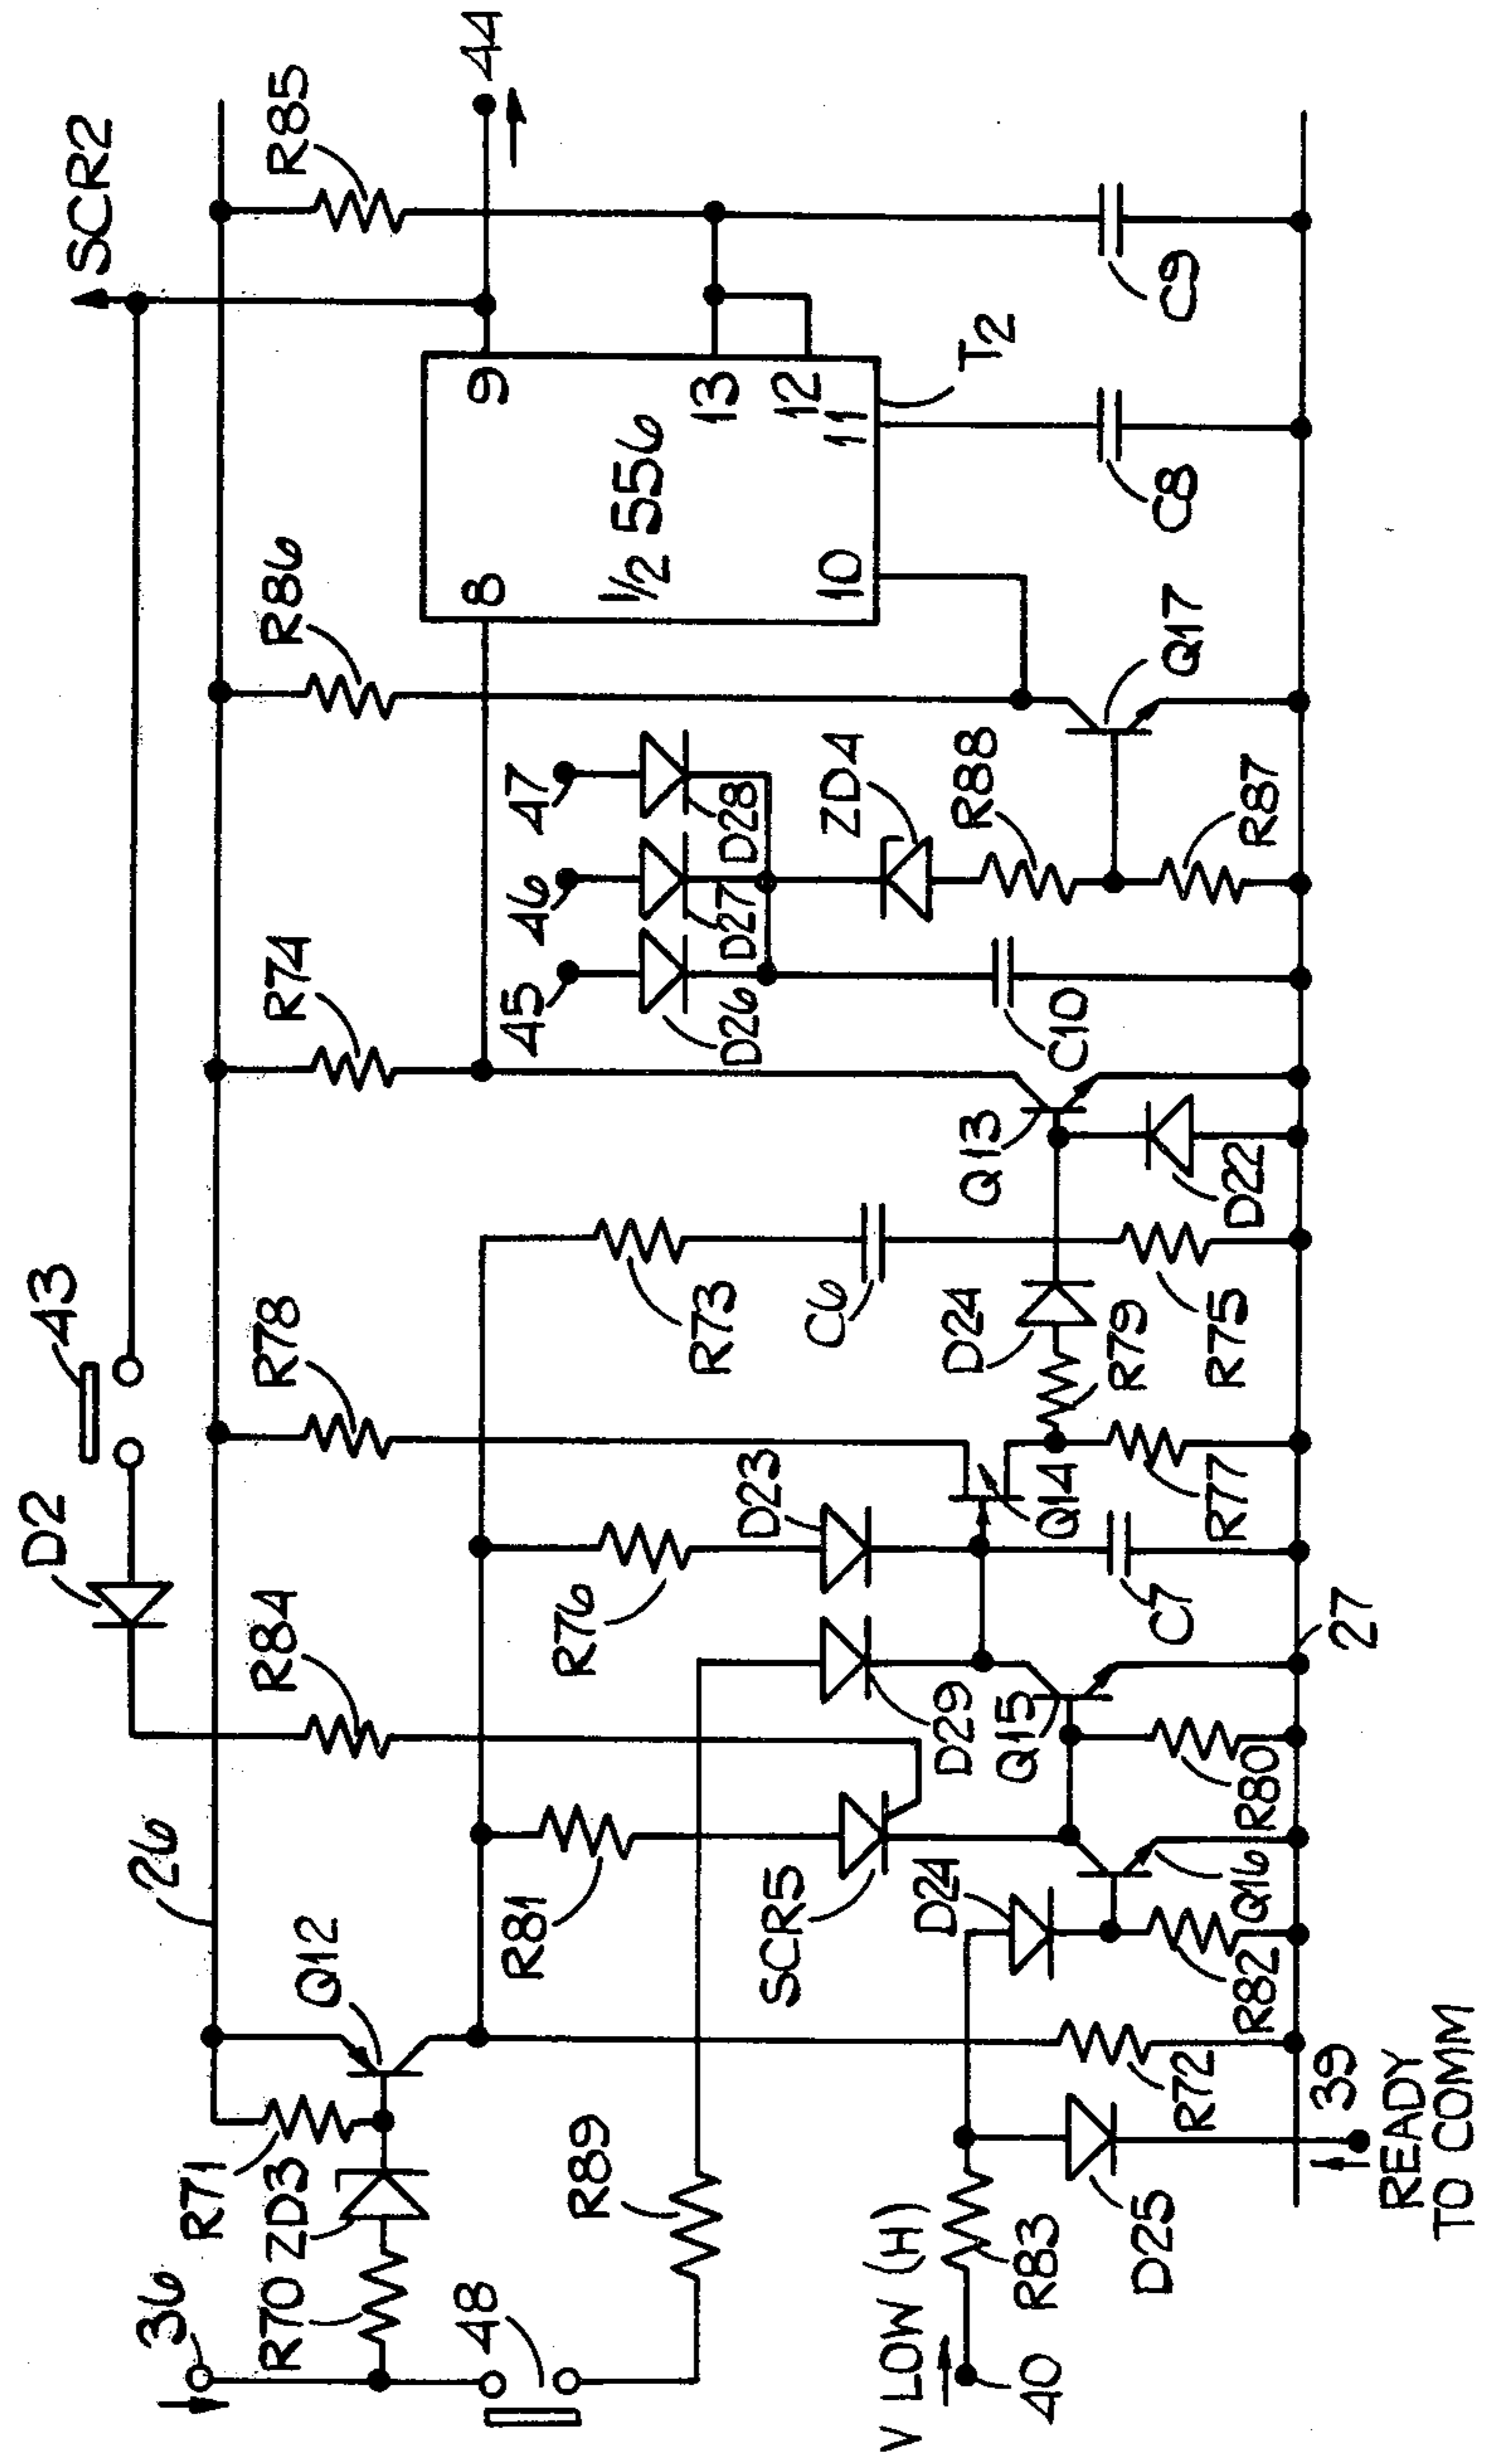 SCR2
44
R85
R86
R74
43
R78
D2
R84
26
Q12
R71
ZD3
R70
36
48
R89
9
8
1/2 556
13
12
11
10
T2
47
46
45
D28
D27
D26
ZD4
R88
R87
Q17
C9
C8
C10
Q13
D22
R73
C6
D24
R79
R75
D23
R76
Q14
R77
C7
27
D29
Q15
R80
R81
SCR5
D24
Q16
R82
R72
39
READY
TO COMM
D25
R83
V LOW (H)
40